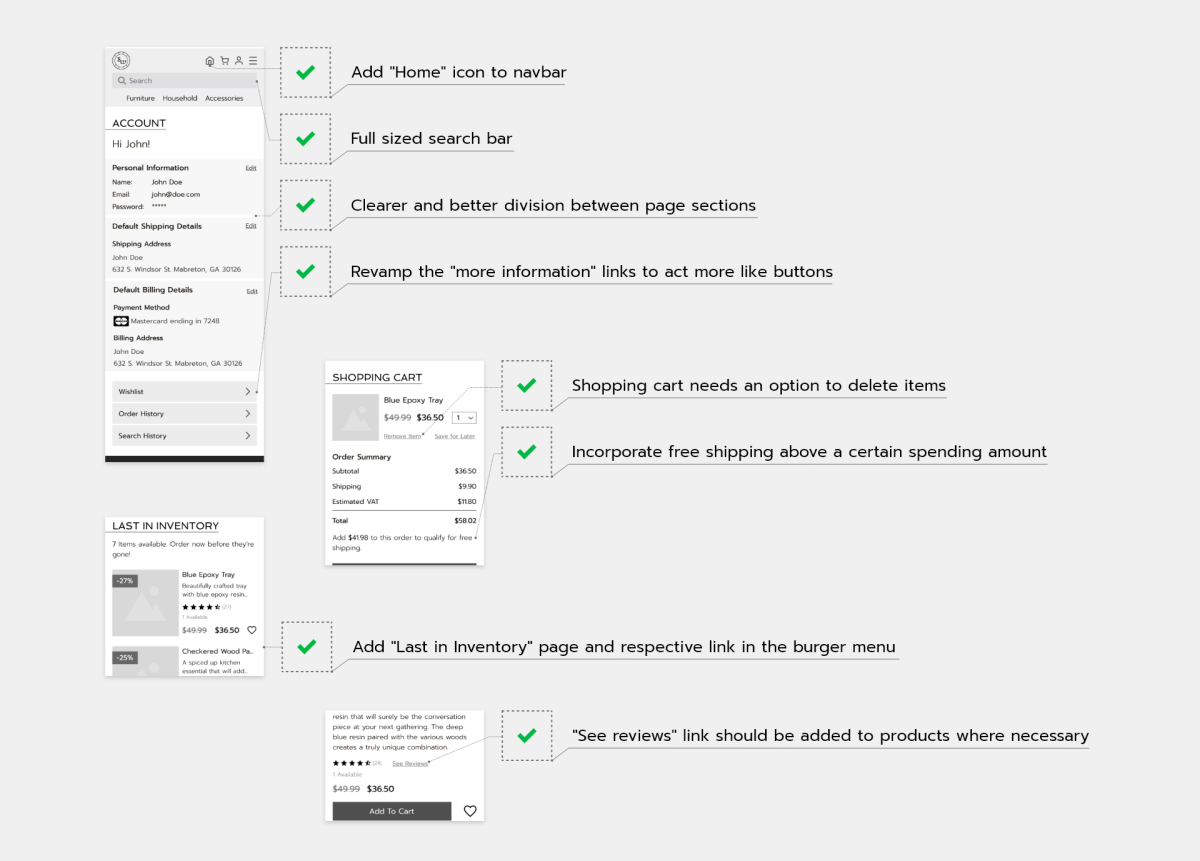 Search
Furniture Household Accessories
ACCOUNT
Hi John!
Personal Information Edit
Name: John Doe
Email: john@doe.com
Password: *****
Default Shipping Details Edit
Shipping Address
John Doe
632 S. Windsor St. Mabreton, GA 30126
Default Billing Details Edit
Payment Method
Mastercard ending in 7248
Billing Address
John Doe
632 S. Windsor St. Mabreton, GA 30126
Wishlist
Order History
Search History
Add "Home" icon to navbar
Full sized search bar
Clearer and better division between page sections
Revamp the "more information" links to act more like buttons
SHOPPING CART
Blue Epoxy Tray
$49.99 $36.50 1
Remove Item Save for Later
Order Summary
Subtotal $36.50
Shipping $9.90
Estimated VAT $11.80
Total $58.02
Add $41.98 to this order to qualify for free
shipping.
Shopping cart needs an option to delete items
Incorporate free shipping above a certain spending amount
LAST IN INVENTORY
7 Items available. Order now before they're
gone!
-27%
Blue Epoxy Tray
Beautifully crafted tray
with blue epoxy resin...
(27)
1 Available
$49.99 $36.50
-25%
Checkered Wood Pa..
A spiced up kitchen
essential that will add...
Add "Last in Inventory" page and respective link in the burger menu
resin that will surely be the conversation
piece at your next gathering. The deep
blue resin paired with the various woods
creates a truly unique combination.
(24) See Reviews
1 Available
$49.99 $36.50
Add To Cart
"See reviews" link should be added to products where necessary